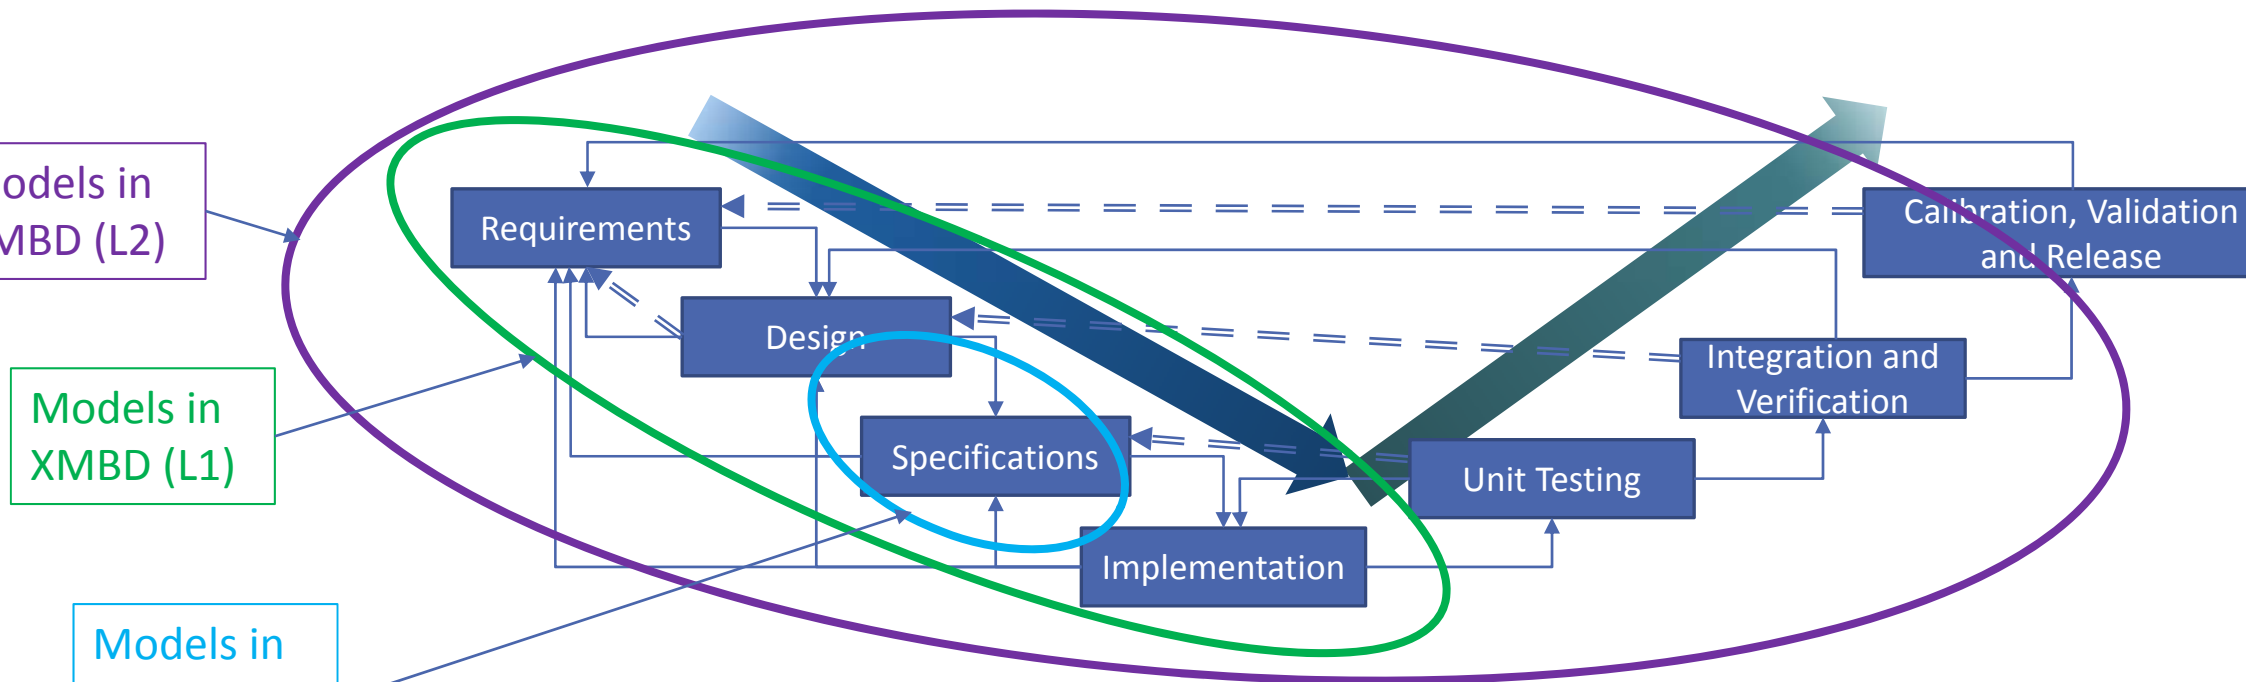 odels in
MBD (L2)
Models in
XMBD (L1)
Models in
Requirements
Design
Specifications
Implementation
Unit Testing
Integration and
Verification
Calibration, Validation
and Release